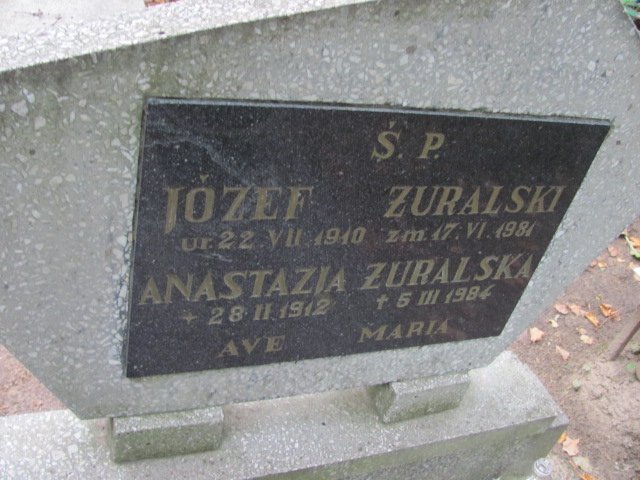 Ś. P.
JÓZEF ŻURALSKI
ur. 22 VII 1910 zm. 17. VI. 1981
ANASTAZJA ŻURALSKA
+ 28 II 1912 † 5 III 1984
AVE MARIA